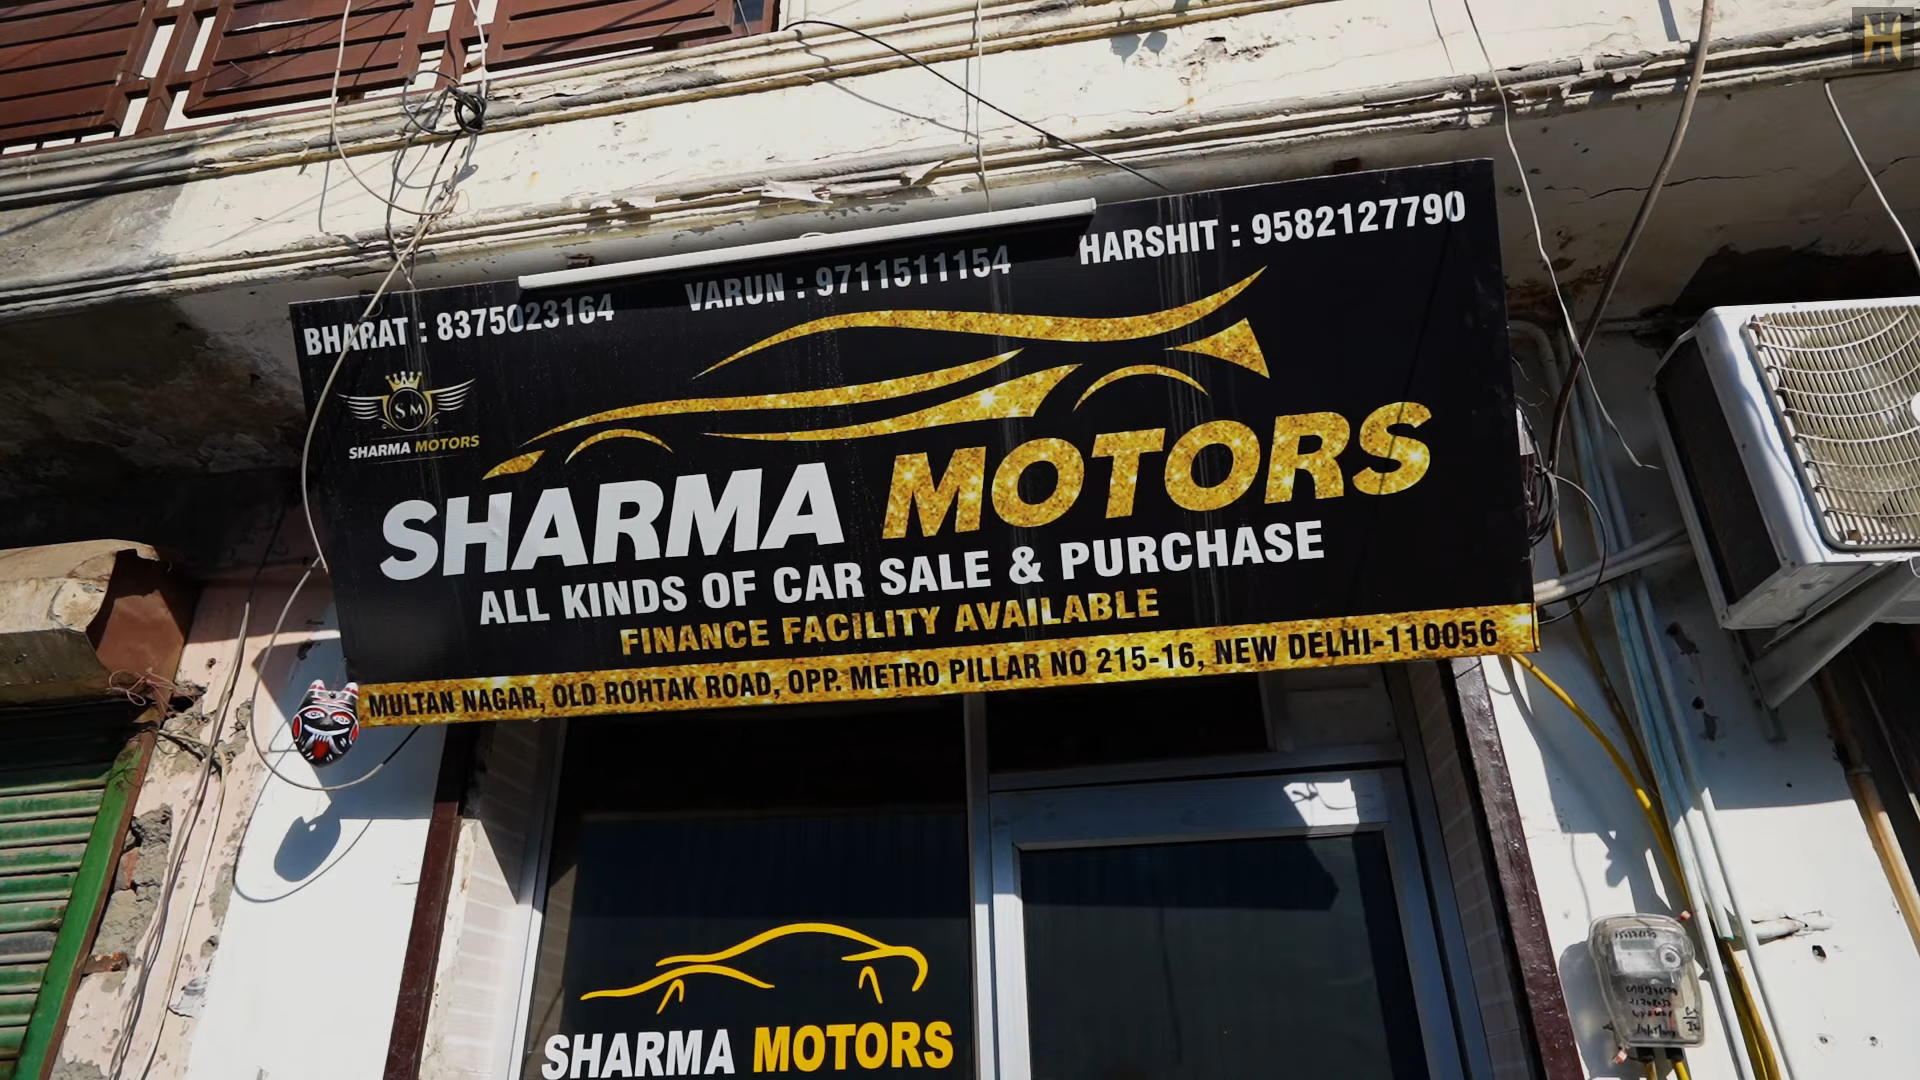 BHARAT : 8375023164 VARUN : 9711511154 HARSHIT : 9582127790
SM
SHARMA MOTORS
SHARMA MOTORS
ALL KINDS OF CAR SALE & PURCHASE
FINANCE FACILITY AVAILABLE
MULTAN NAGAR, OLD ROHTAK ROAD, OPP. METRO PILLAR NO 215-16, NEW DELHI-110056
SHARMA MOTORS